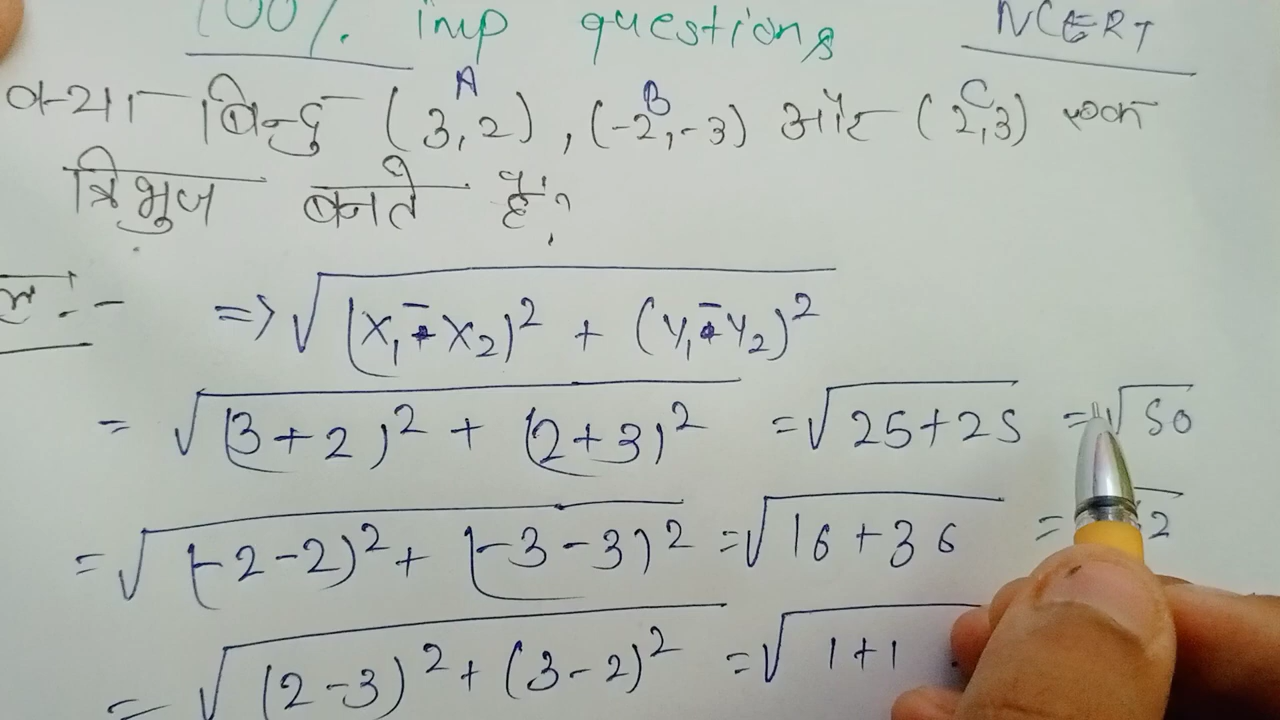 100% imp questions NCERT
क्या बिन्दु (3,2), (-2,-3) और (2,3) एक
A B C
त्रिभुज बनते हैं?
:- => √(x₁-x₂)² + (y₁-y₂)²
= √(3+2)² + (2+3)² = √25+25 = √50
= √(-2-2)² + (-3-3)² = √16+36 = 2
= √(2-3)² + (3-2)² = √1+1